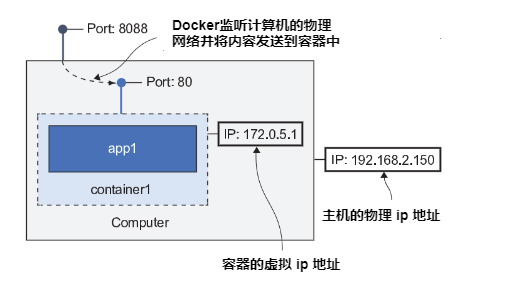 Port: 8088
Docker监听计算机的物理
网络并将内容发送到容器中
Port: 80
IP: 172.0.5.1
app1
IP: 192.168.2.150
container1
主机的物理 ip 地址
Computer
容器的虚拟 ip 地址